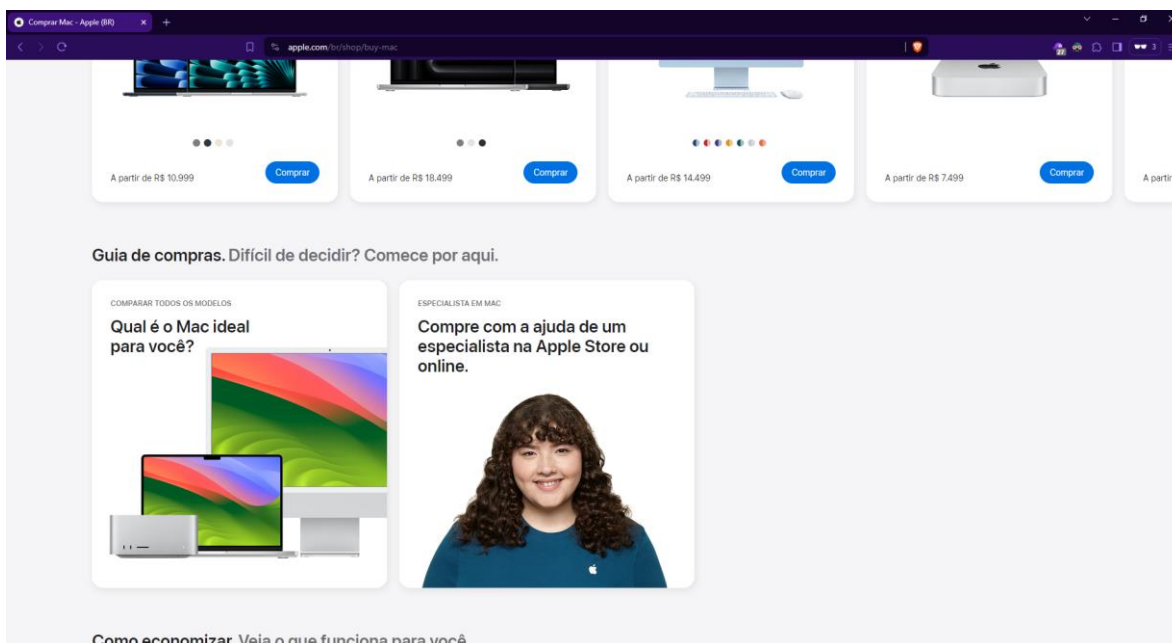 Comprar Mac - Apple (BR)
apple.com/br/shop/buy-mac
27
3
A partir de R$ 10.999
Comprar
A partir de R$ 18.499
Comprar
A partir de R$ 14.499
Comprar
A partir de R$ 7.499
Comprar
A partir
Guia de compras. Difícil de decidir? Comece por aqui.
COMPARAR TODOS OS MODELOS
Qual é o Mac ideal
para você?
ESPECIALISTA EM MAC
Compre com a ajuda de um
especialista na Apple Store ou
online.
Como economizar. Veja o que funciona para você.